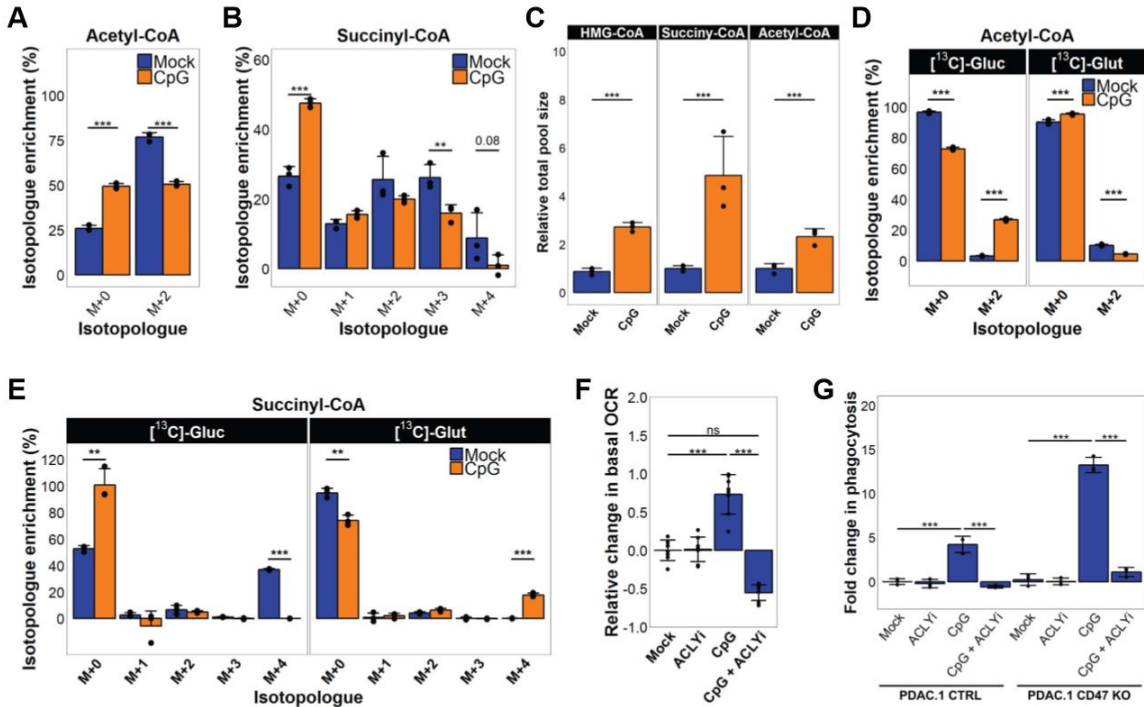 A
Acetyl-CoA
Mock
CpG
Isotopologue enrichment (%)
100
75
50
25
0
***
***
M+0
M+2
Isotopologue
B
Succinyl-CoA
Mock
CpG
Isotopologue enrichment (%)
60
40
20
0
***
**
0.08
M+0
M+1
M+2
M+3
M+4
Isotopologue
C
HMG-CoA
Succiny-CoA
Acetyl-CoA
Relative total pool size
10
8
6
4
2
0
***
***
***
Mock
CpG
Mock
CpG
Mock
CpG
D
Acetyl-CoA
[13C]-Gluc
[13C]-Glut
Mock
CpG
Isotopologue enrichment (%)
100
80
60
40
20
0
***
***
***
***
M+0
M+2
M+0
M+2
Isotopologue
E
Succinyl-CoA
[13C]-Gluc
[13C]-Glut
Mock
CpG
Isotopologue enrichment (%)
120
100
80
60
40
20
0
**
***
**
***
M+0
M+1
M+2
M+3
M+4
M+0
M+1
M+2
M+3
M+4
Isotopologue
F
Relative change in basal OCR
2.0
1.5
1.0
0.5
0.0
-0.5
-1.0
ns
***
***
Mock
ACLYi
CpG
CpG + ACLYi
G
Fold change in phagocytosis
20
15
10
5
0
***
***
***
***
Mock
ACLYi
CpG
CpG + ACLYi
Mock
ACLYi
CpG
CpG + ACLYi
PDAC.1 CTRL
PDAC.1 CD47 KO